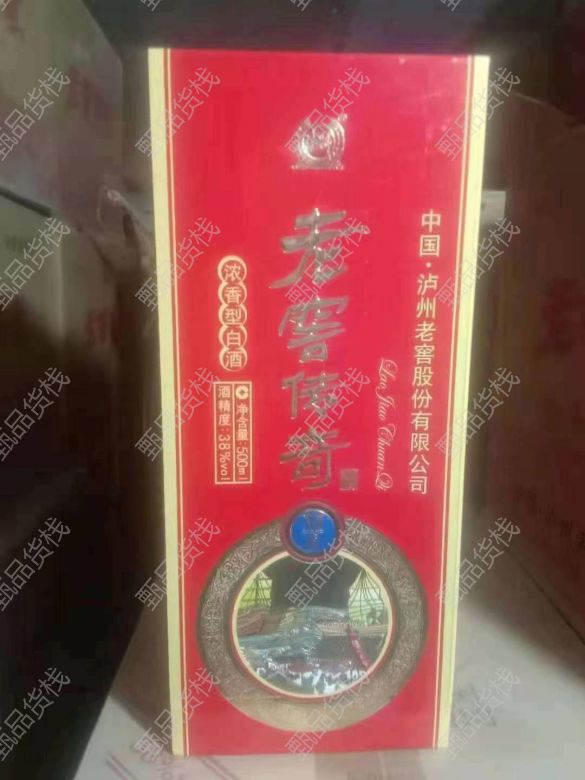 中国·泸州老窖股份有限公司
老窖传奇
Lao Jiao Chuan Qi
浓香型白酒
净含量:500ml
酒精度:38%vol
甄品货栈